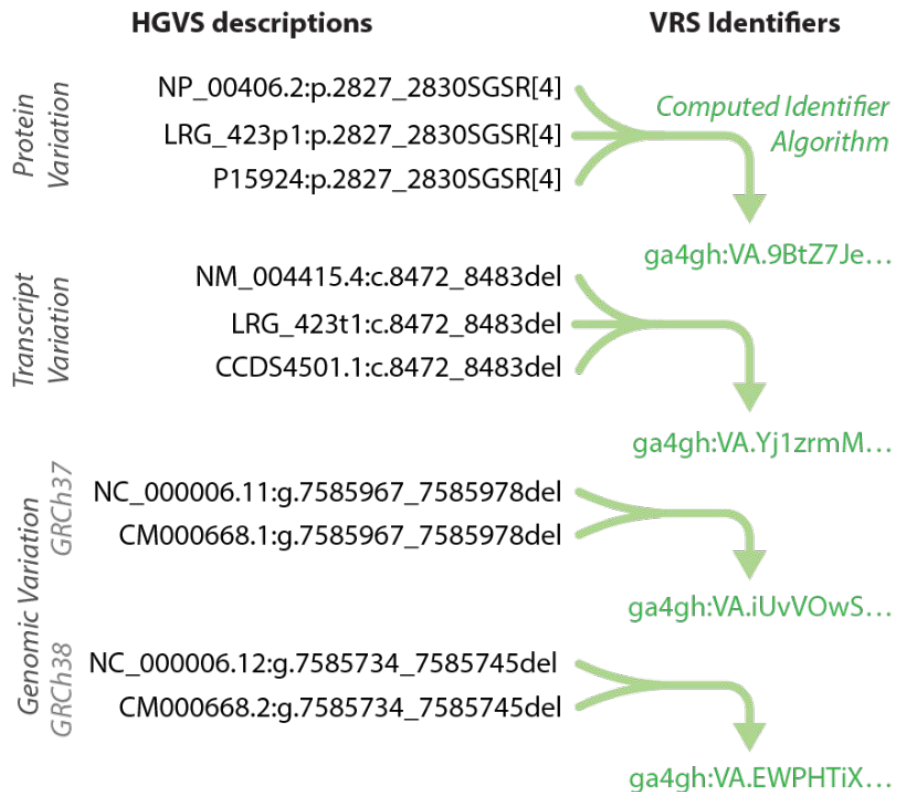 HGVS descriptions
VRS Identifiers
Protein
Variation
NP_00406.2:p.2827_2830SGSR[4]
LRG_423p1:p.2827_2830SGSR[4]
P15924:p.2827_2830SGSR[4]
Computed Identifier
Algorithm
ga4gh:VA.9BtZ7Je…
Transcript
Variation
NM_004415.4:c.8472_8483del
LRG_423t1:c.8472_8483del
CCDS4501.1:c.8472_8483del
ga4gh:VA.Yj1zrmM…
Genomic Variation
GRCh37
NC_000006.11:g.7585967_7585978del
CM000668.1:g.7585967_7585978del
ga4gh:VA.iUvVOwS…
GRCh38
NC_000006.12:g.7585734_7585745del
CM000668.2:g.7585734_7585745del
ga4gh:VA.EWPHTiX…